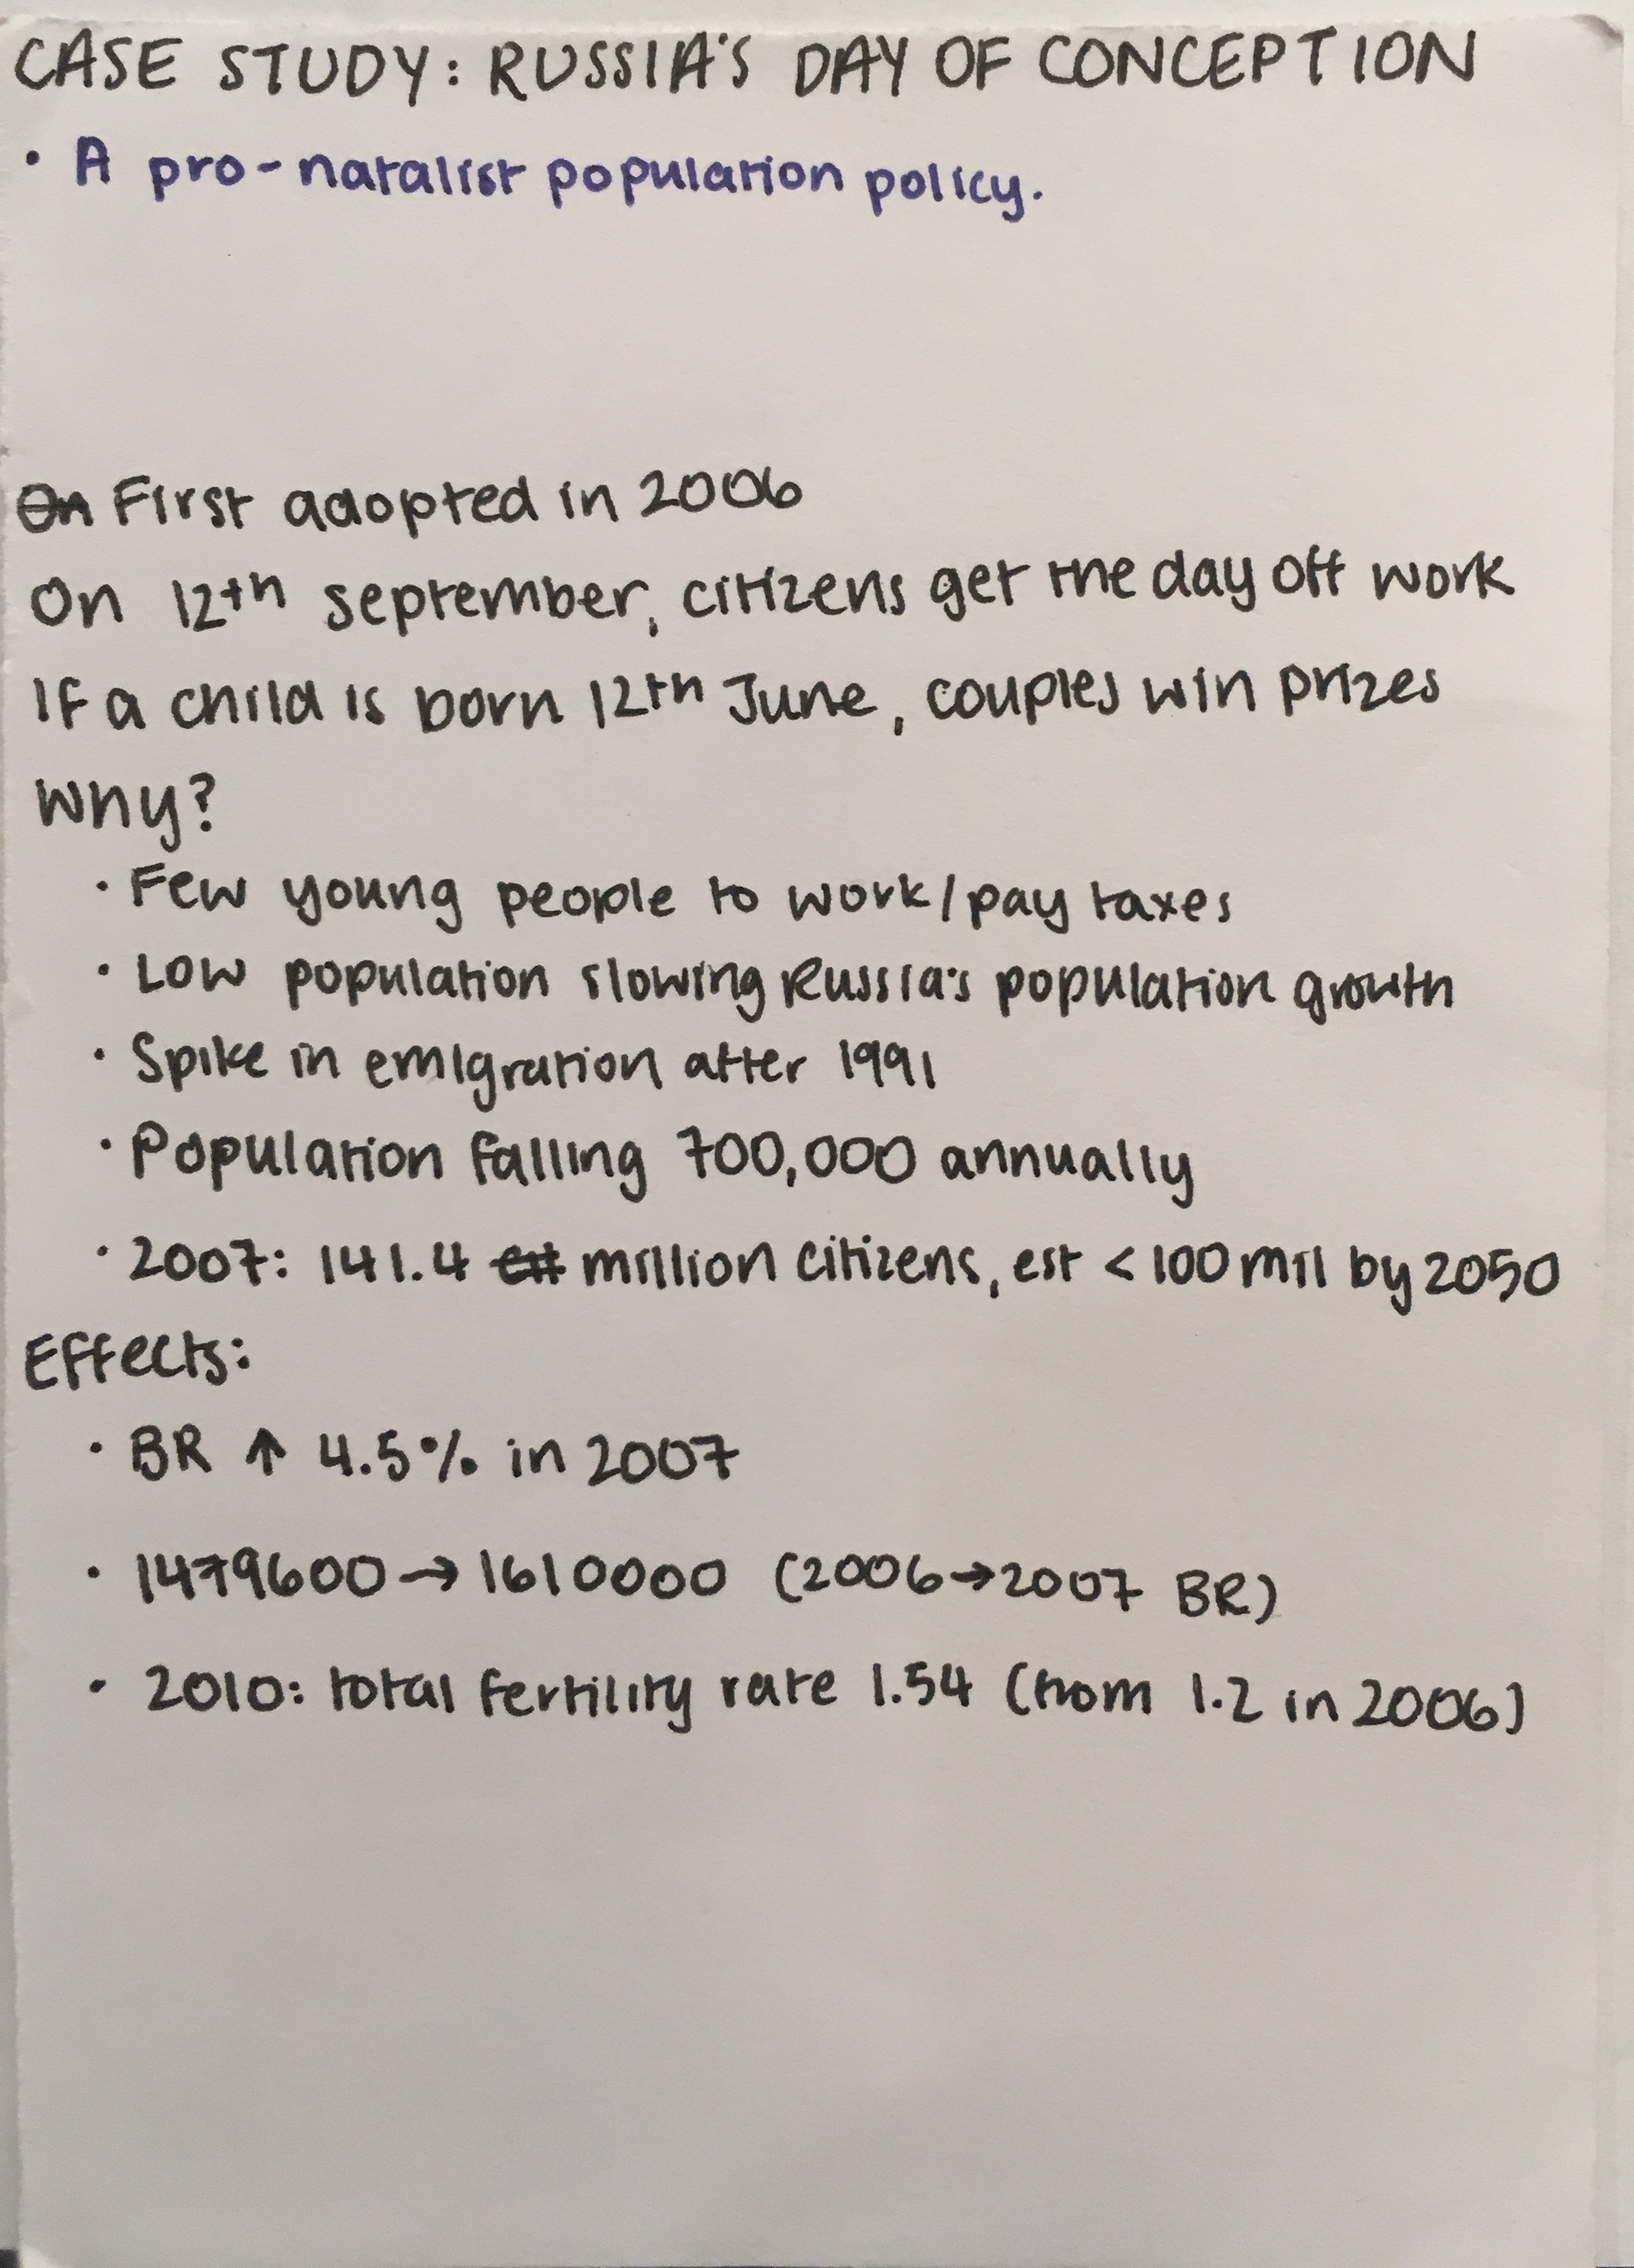 CASE STUDY: RUSSIA'S DAY OF CONCEPTION
• A pro-natalist population policy.
On First adopted in 2006
On 12th september, citizens get the day off work
If a child is born 12th June, couples win prizes
Why?
• Few young people to work/pay taxes
• Low population slowing Russia's population growth
• Spike in emigration after 1991
• Population falling 700,000 annually
• 2007: 141.4 cit million citizens, est < 100 mil by 2050
Effects:
• BR ↑ 4.5% in 2007
• 1479600 → 1610000 (2006→2007 BR)
• 2010: total fertility rate 1.54 (from 1.2 in 2006)